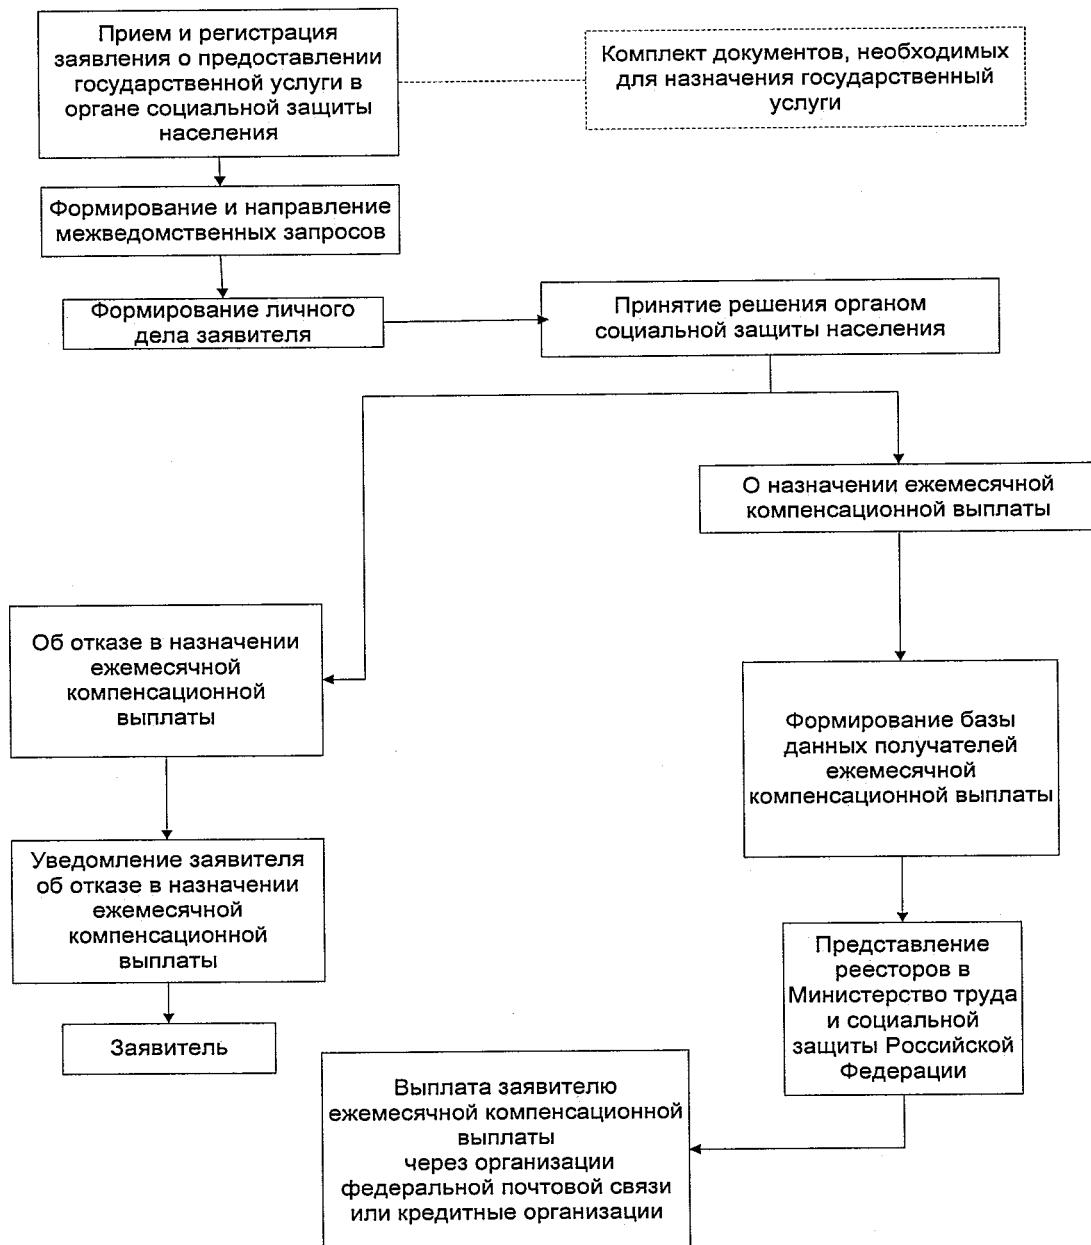 Прием и регистрация
заявления о предоставлении
государственной услуги в
органе социальной защиты
населения
Комплект документов, необходимых
для назначения государственный
услуги
Формирование и направление
межведомственных запросов
Формирование личного
дела заявителя
Принятие решения органом
социальной защиты населения
О назначении ежемесячной
компенсационной выплаты
Об отказе в назначении
ежемесячной
компенсационной
выплаты
Формирование базы
данных получателей
ежемесячной
компенсационной выплаты
Уведомление заявителя
об отказе в назначении
ежемесячной
компенсационной
выплаты
Представление
реесторов в
Министерство труда
и социальной
защиты Российской
Федерации
Заявитель
Выплата заявителю
ежемесячной компенсационной
выплаты
через организации
федеральной почтовой связи
или кредитные организации